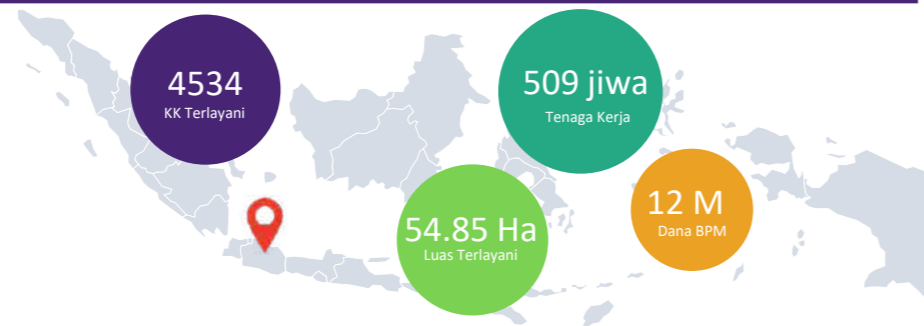 4534
KK Terlayani
509 jiwa
Tenaga Kerja
54.85 Ha
Luas Terlayani
12 M
Dana BPM